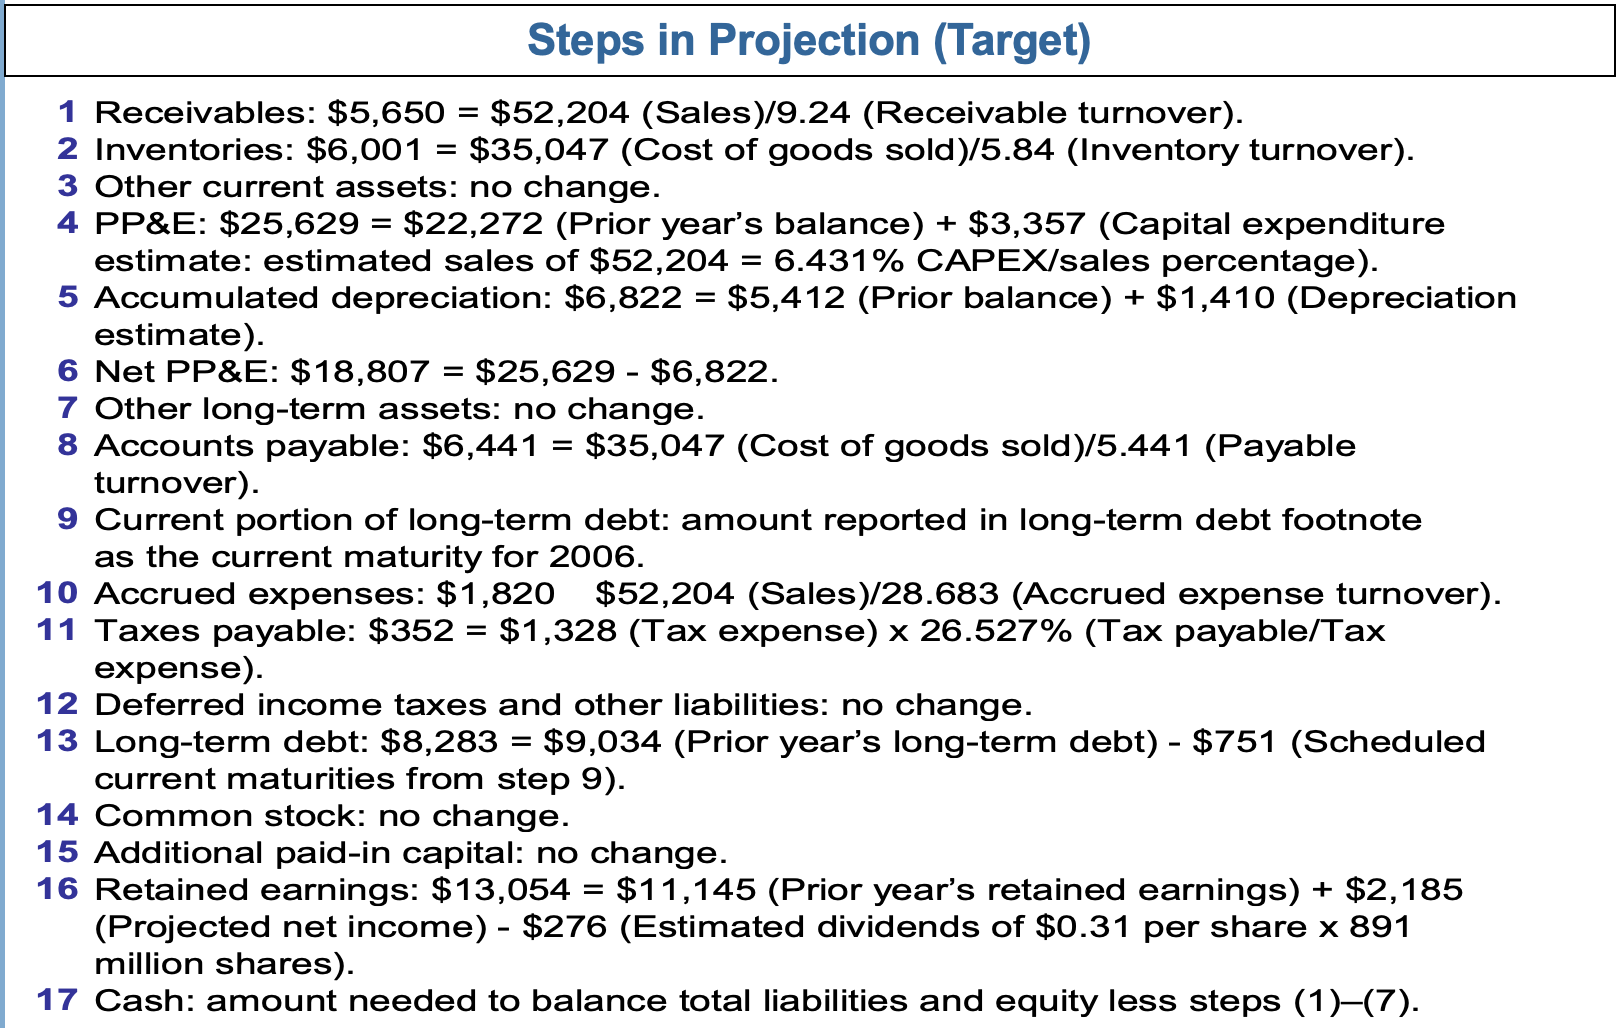 Steps in Projection (Target)
1 Receivables: $5,650 = $52,204 (Sales)/9.24 (Receivable turnover).
2 Inventories: $6,001 = $35,047 (Cost of goods sold)/5.84 (Inventory turnover).
3 Other current assets: no change.
4 PP&E: $25,629 = $22,272 (Prior year’s balance) + $3,357 (Capital expenditure
estimate: estimated sales of $52,204 = 6.431% CAPEX/sales percentage).
5 Accumulated depreciation: $6,822 = $5,412 (Prior balance) + $1,410 (Depreciation
estimate).
6 Net PP&E: $18,807 = $25,629 - $6,822.
7 Other long-term assets: no change.
8 Accounts payable: $6,441 = $35,047 (Cost of goods sold)/5.441 (Payable
turnover).
9 Current portion of long-term debt: amount reported in long-term debt footnote
as the current maturity for 2006.
10 Accrued expenses: $1,820 $52,204 (Sales)/28.683 (Accrued expense turnover).
11 Taxes payable: $352 = $1,328 (Tax expense) x 26.527% (Tax payable/Tax
expense).
12 Deferred income taxes and other liabilities: no change.
13 Long-term debt: $8,283 = $9,034 (Prior year’s long-term debt) - $751 (Scheduled
current maturities from step 9).
14 Common stock: no change.
15 Additional paid-in capital: no change.
16 Retained earnings: $13,054 = $11,145 (Prior year’s retained earnings) + $2,185
(Projected net income) - $276 (Estimated dividends of $0.31 per share x 891
million shares).
17 Cash: amount needed to balance total liabilities and equity less steps (1)–(7).